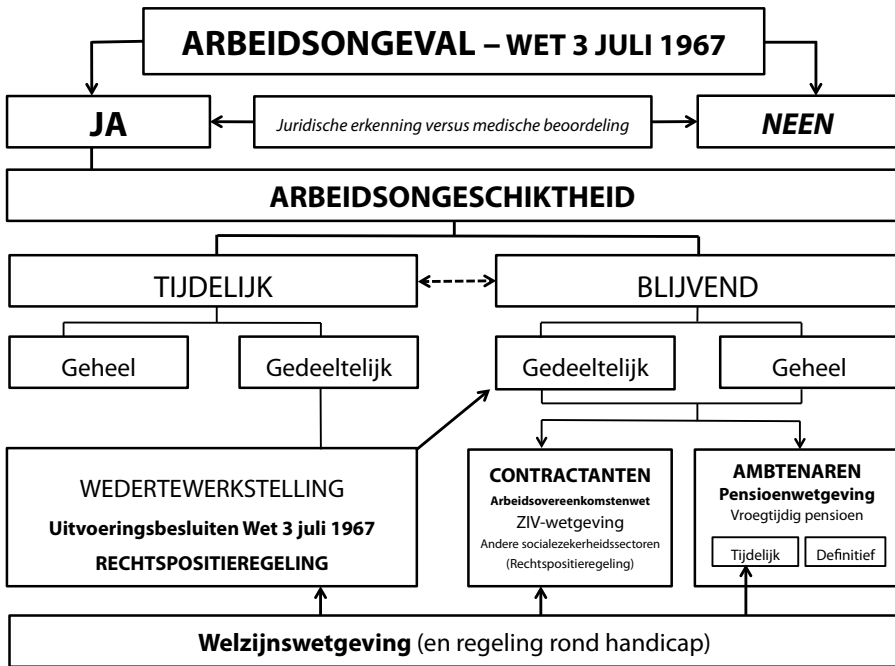 ARBEIDSONGEVAL – WET 3 JULI 1967
JA
Juridische erkenning versus medische beoordeling
NEEN
ARBEIDSONGESCHIKTHEID
TIJDELIJK
BLIJVEND
Geheel
Gedeeltelijk
Gedeeltelijk
Geheel
WEDERTEWERKSTELLING
Uitvoeringsbesluiten Wet 3 juli 1967
RECHTSPOSITIEREGELING
CONTRACTANTEN
Arbeidsovereenkomstenwet
ZIV-wetgeving
Andere socialezekerheidssectoren
(Rechtspositieregeling)
AMBTENAREN
Pensioenwetgeving
Vroegtijdig pensioen
Tijdelijk
Definitief
Welzijnswetgeving (en regeling rond handicap)